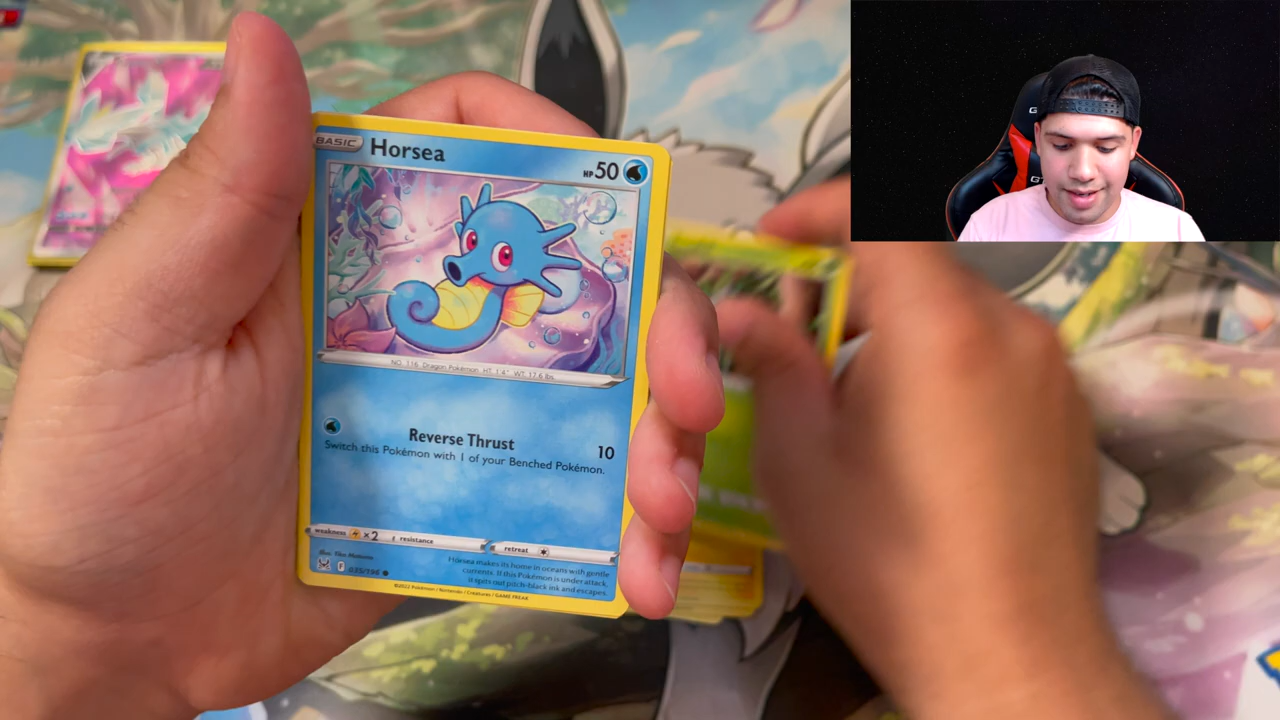 BASIC Horsea HP 50
NO. 116 Dragon Pokémon HT: 1'4" WT: 17.6 lbs.
Reverse Thrust 10
Switch this Pokémon with 1 of your Benched Pokémon.
weakness ×2 resistance retreat
Horsea makes its home in oceans with gentle
currents. If this Pokémon is under attack,
it spits out pitch-black ink and escapes.
F 035/196
©2022 Pokémon / Nintendo / Creatures / GAME FREAK